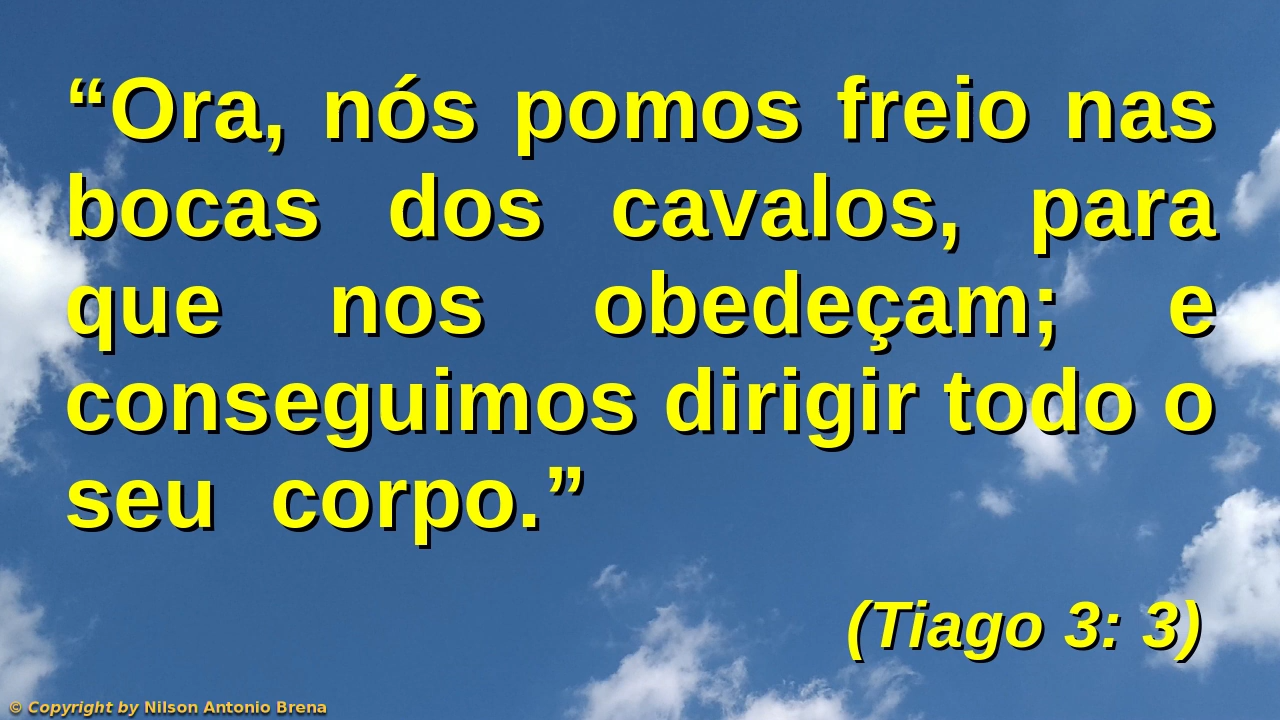 “Ora, nós pomos freio nas
bocas dos cavalos, para
que nos obedeçam; e
conseguimos dirigir todo o
seu corpo.”
(Tiago 3: 3)
© Copyright by Nilson Antonio Brena